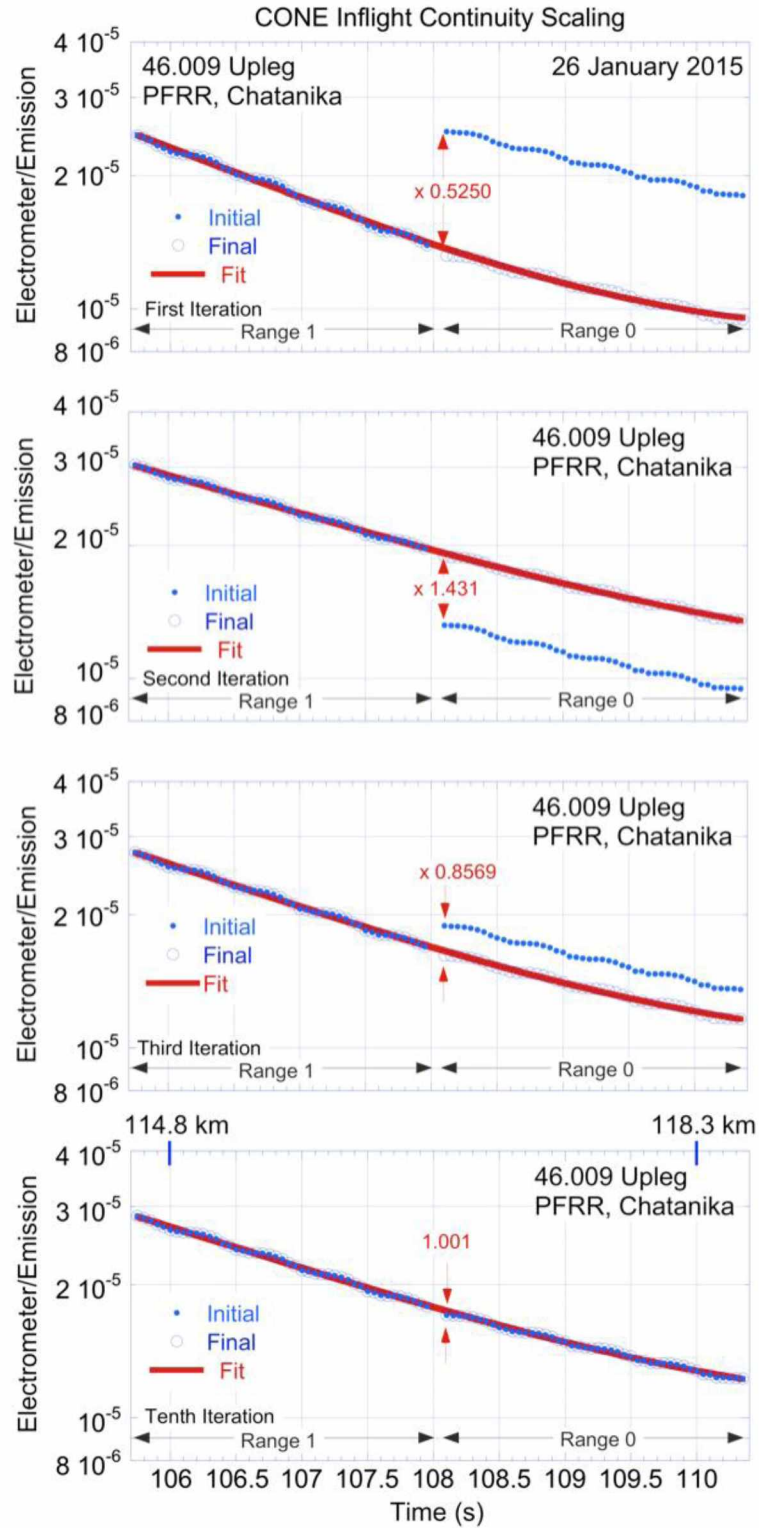 CONE Inflight Continuity Scaling
4 10-5
3 10-5
2 10-5
10-5
8 10-6
Electrometer/Emission
46.009 Upleg
PFRR, Chatanika
26 January 2015
x 0.5250
Initial
Final
Fit
First Iteration
Range 1
Range 0
4 10-5
3 10-5
2 10-5
10-5
8 10-6
Electrometer/Emission
46.009 Upleg
PFRR, Chatanika
x 1.431
Initial
Final
Fit
Second Iteration
Range 1
Range 0
4 10-5
3 10-5
2 10-5
10-5
8 10-6
Electrometer/Emission
46.009 Upleg
PFRR, Chatanika
x 0.8569
Initial
Final
Fit
Third Iteration
Range 1
Range 0
114.8 km
118.3 km
4 10-5
3 10-5
2 10-5
10-5
8 10-6
Electrometer/Emission
46.009 Upleg
PFRR, Chatanika
1.001
Initial
Final
Fit
Tenth Iteration
Range 1
Range 0
106 106.5 107 107.5 108 108.5 109 109.5 110
Time (s)